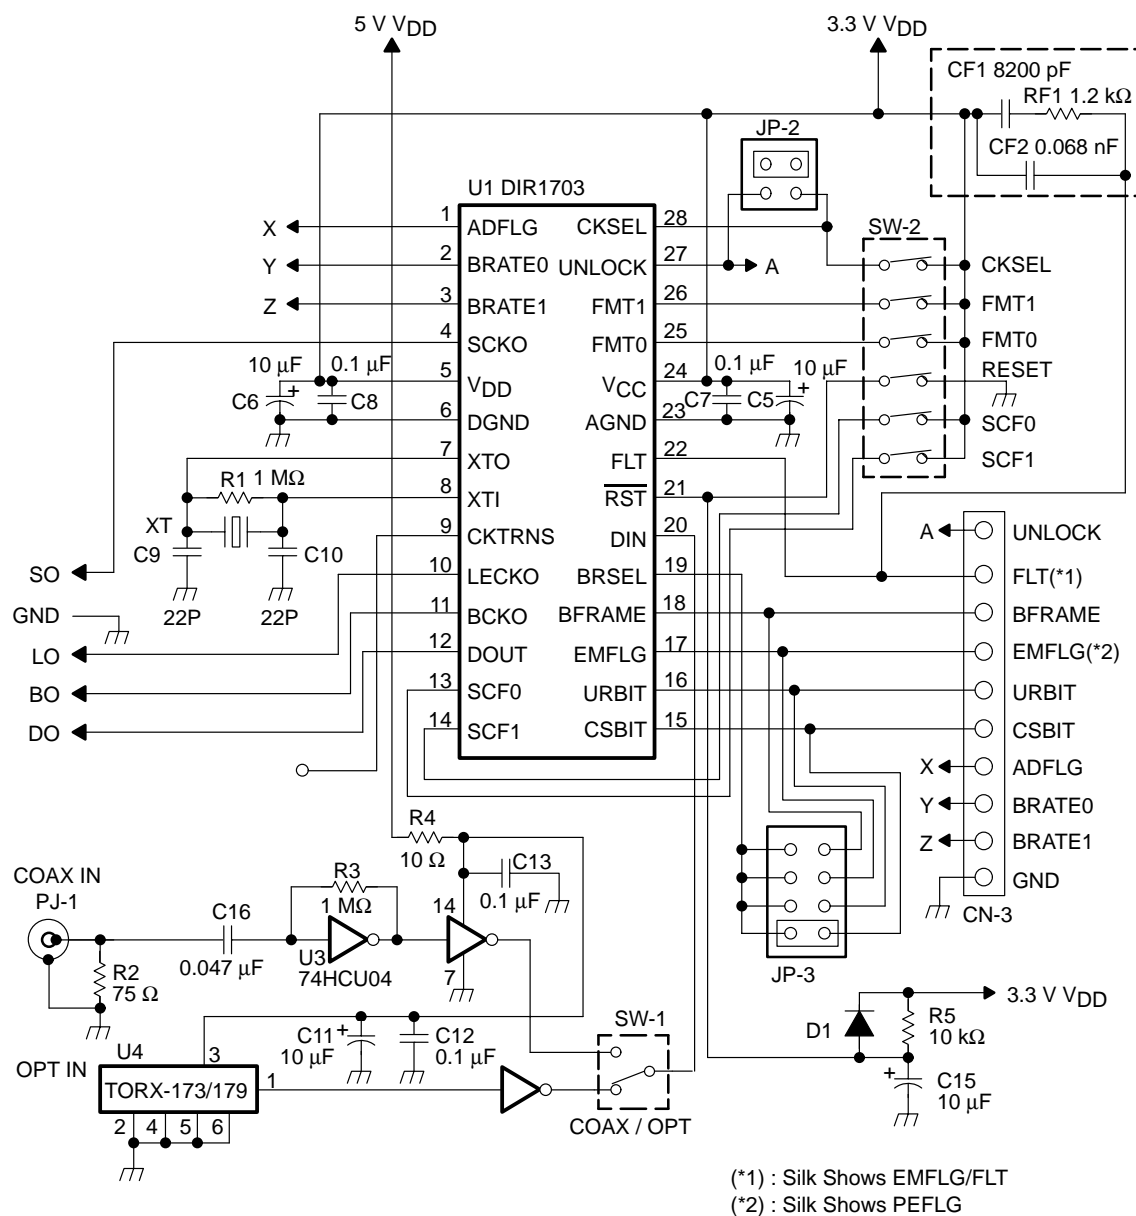 5 V VDD
3.3 V VDD
CF1 8200 pF
RF1 1.2 kΩ
CF2 0.068 nF
JP-2
U1 DIR1703
X 1 ADFLG CKSEL 28
SW-2
Y 2 BRATE0 UNLOCK 27 A CKSEL
Z 3 BRATE1 FMT1 26 FMT1
4 SCKO FMT0 25 FMT0
10 µF + 0.1 µF 5 VDD VCC 24 0.1 µF 10 µF + RESET
C6 C8 6 DGND AGND 23 C7 C5 SCF0
7 XTO FLT 22 SCF1
R1 1 MΩ 8 XTI RST 21
XT 9 CKTRNS DIN 20 A UNLOCK
C9 C10
SO 22P 22P 10 LECKO BRSEL 19 FLT(*1)
GND 11 BCKO BFRAME 18 BFRAME
LO 12 DOUT EMFLG 17 EMFLG(*2)
BO 13 SCF0 URBIT 16 URBIT
DO 14 SCF1 CSBIT 15 CSBIT
X ADFLG
Y BRATE0
Z BRATE1
GND
CN-3
R4
10 Ω
C13
0.1 µF
COAX IN
PJ-1
R3
1 MΩ
C16
0.047 µF
14
7
U3
74HCU04
R2
75 Ω
JP-3
3.3 V VDD
D1
R5
10 kΩ
+
C15
10 µF
C11 +
10 µF
C12
0.1 µF
SW-1
COAX / OPT
OPT IN
U4
3
TORX-173/179
1
2 4 5 6
(*1) : Silk Shows EMFLG/FLT
(*2) : Silk Shows PEFLG